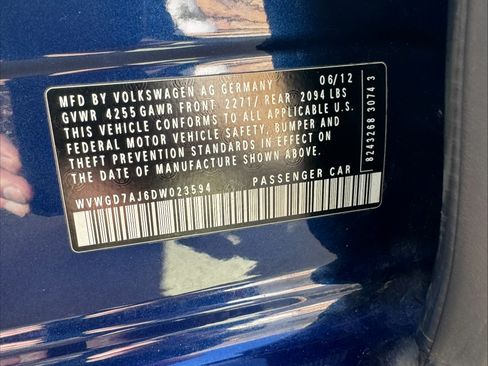 MFD BY VOLKSWAGEN AG GERMANY 06/12
GVWR 4255 GAWR FRONT 2271/ REAR 2094 LBS
THIS VEHICLE CONFORMS TO ALL APPLICABLE U.S.
FEDERAL MOTOR VEHICLE SAFETY, BUMPER AND
THEFT PREVENTION STANDARDS IN EFFECT ON
THE DATE OF MANUFACTURE SHOWN ABOVE.
WVWGD7AJ6DW023594 PASSENGER CAR
8243268 3074 3